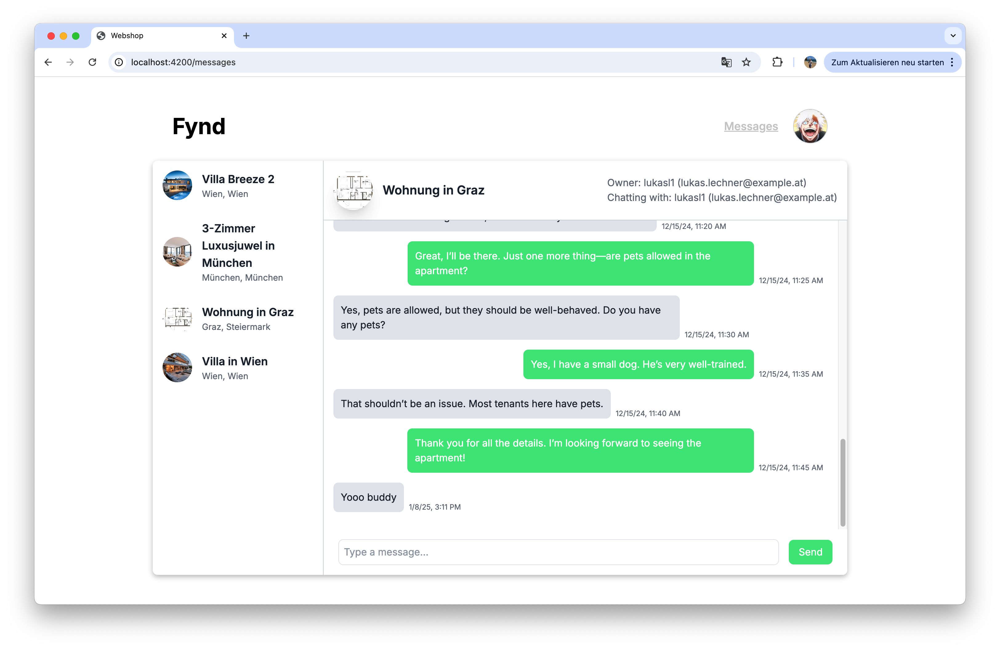 Webshop
localhost:4200/messages
Zum Aktualisieren neu starten
Fynd
Messages
Villa Breeze 2
Wien, Wien
3-Zimmer
Luxusjuwel in
München
München, München
Wohnung in Graz
Graz, Steiermark
Villa in Wien
Wien, Wien
Wohnung in Graz
Owner: lukasl1 (lukas.lechner@example.at)
Chatting with: lukasl1 (lukas.lechner@example.at)
12/15/24, 11:20 AM
Great, I’ll be there. Just one more thing—are pets allowed in the
apartment?
12/15/24, 11:25 AM
Yes, pets are allowed, but they should be well-behaved. Do you have
any pets?
12/15/24, 11:30 AM
Yes, I have a small dog. He’s very well-trained.
12/15/24, 11:35 AM
That shouldn’t be an issue. Most tenants here have pets.
12/15/24, 11:40 AM
Thank you for all the details. I’m looking forward to seeing the
apartment!
12/15/24, 11:45 AM
Yooo buddy
1/8/25, 3:11 PM
Type a message...
Send